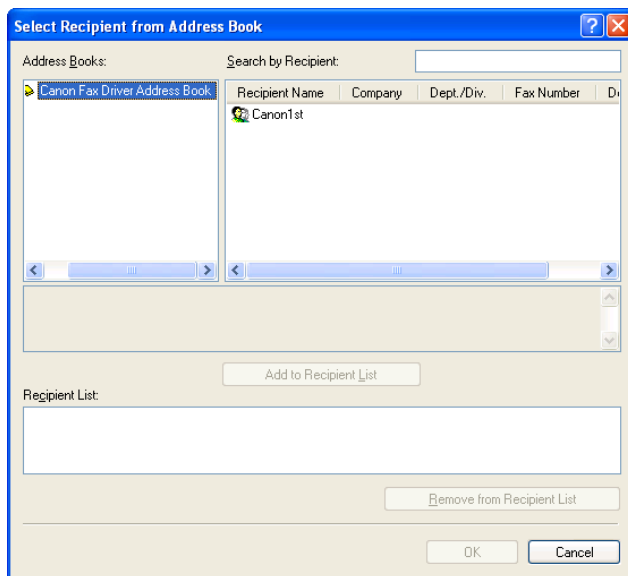 Select Recipient from Address Book
Address Books:
Search by Recipient:
Canon Fax Driver Address Book
Recipient Name Company Dept./Div. Fax Number
Canon1st
Add to Recipient List
Recipient List:
Remove from Recipient List
OK Cancel